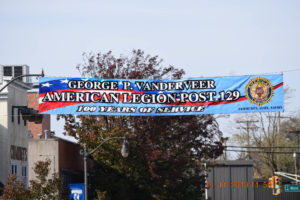 GEORGE P. VANDERVEER
AMERICAN LEGION POST 129
100 YEARS OF SERVICE